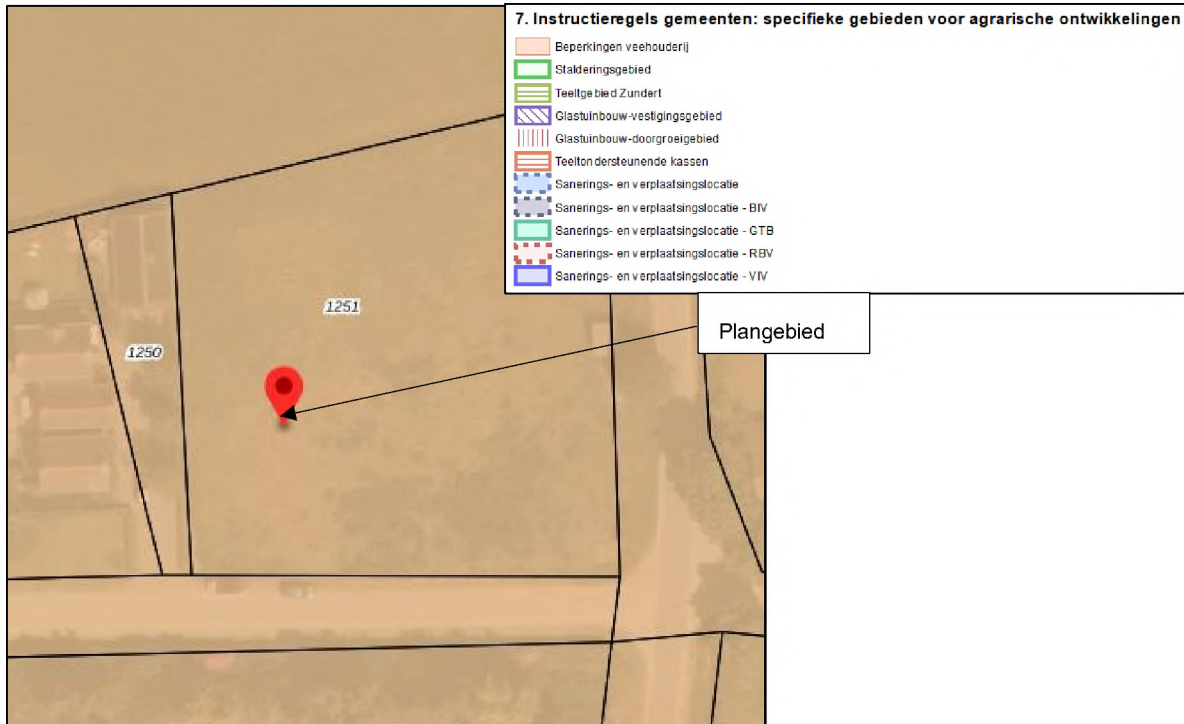 7. Instructieregels gemeenten: specifieke gebieden voor agrarische ontwikkelingen
Beperkingen veehouderij
Stalderingsgebied
Teeltgebied Zundert
Glastuinbouw-vestigingsgebied
Glastuinbouw-doorgroeigebied
Teeltondersteunende kassen
Sanerings- en verplaatsingslocatie
Sanerings- en verplaatsingslocatie - BIV
Sanerings- en verplaatsingslocatie - GTB
Sanerings- en verplaatsingslocatie - RBV
Sanerings- en verplaatsingslocatie - VIV
1251
Plangebied
1250